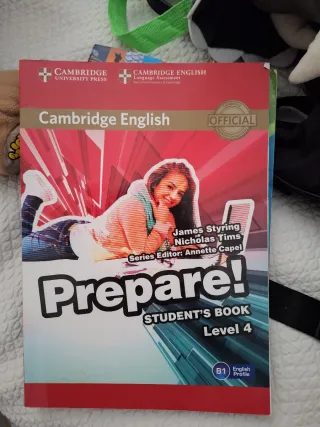 CAMBRIDGE
UNIVERSITY PRESS
CAMBRIDGE ENGLISH
Language Assessment
Cambridge English
OFFICIAL
James Styring
Nicholas Tims
Series Editor: Annette Capel
Prepare!
STUDENT'S BOOK
Level 4
B1
English
Profile